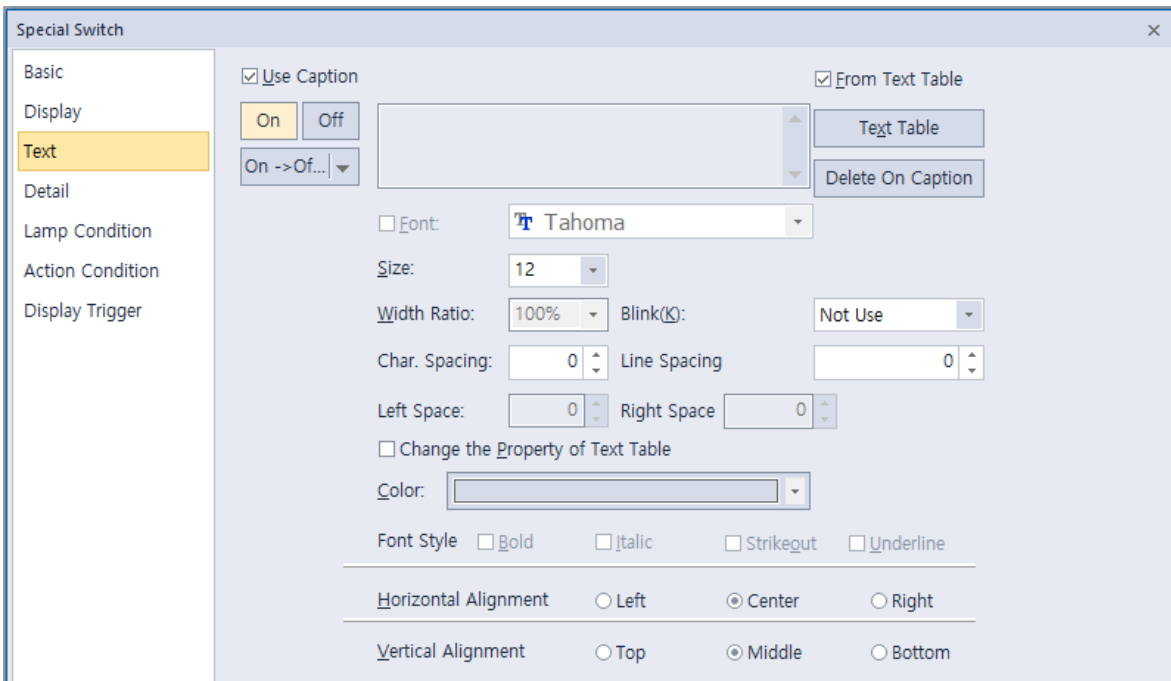 Special Switch
Basic
Display
Text
Detail
Lamp Condition
Action Condition
Display Trigger
Use Caption
From Text Table
On Off
Text Table
On ->Of...
Delete On Caption
Font: Tahoma
Size: 12
Width Ratio: 100% Blink(K): Not Use
Char. Spacing: 0 Line Spacing 0
Left Space: 0 Right Space 0
Change the Property of Text Table
Color:
Font Style Bold Italic Strikeout Underline
Horizontal Alignment Left Center Right
Vertical Alignment Top Middle Bottom